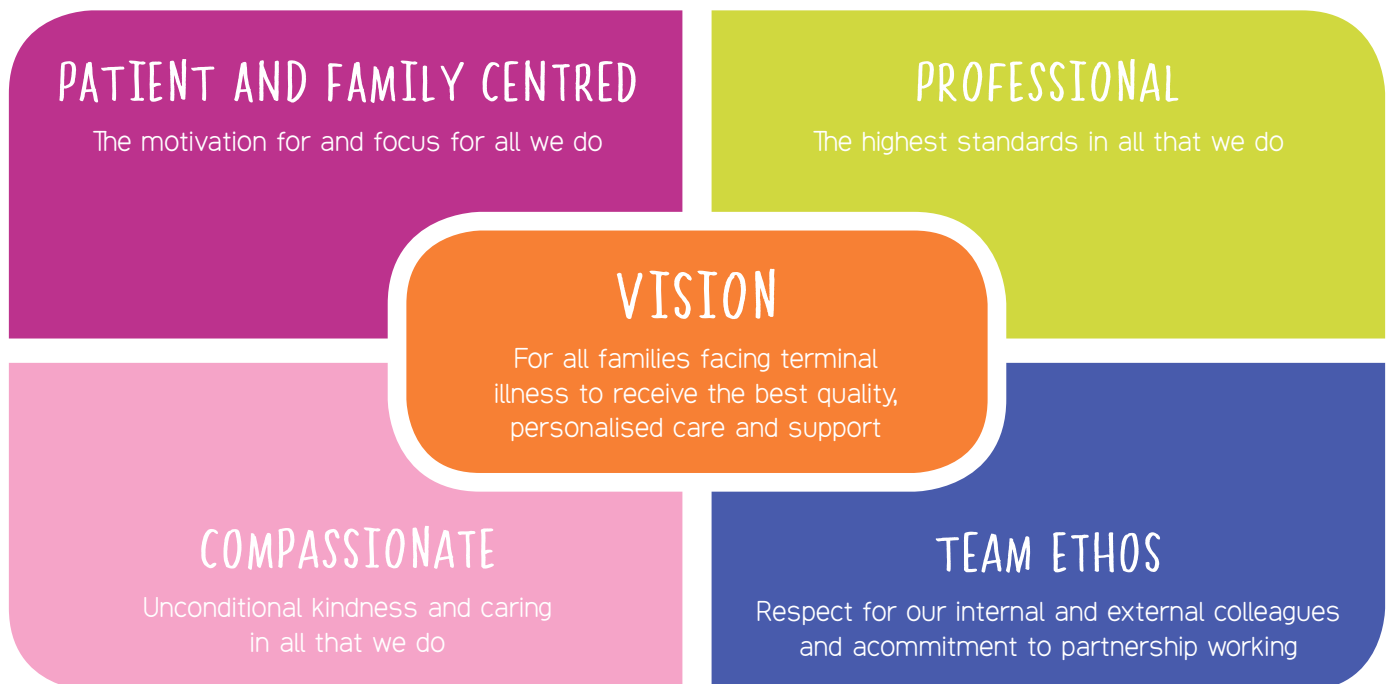 PATIENT AND FAMILY CENTRED
The motivation for and focus for all we do
PROFESSIONAL
The highest standards in all that we do
VISION
For all families facing terminal
illness to receive the best quality,
personalised care and support
COMPASSIONATE
Unconditional kindness and caring
in all that we do
TEAM ETHOS
Respect for our internal and external colleagues
and acommitment to partnership working